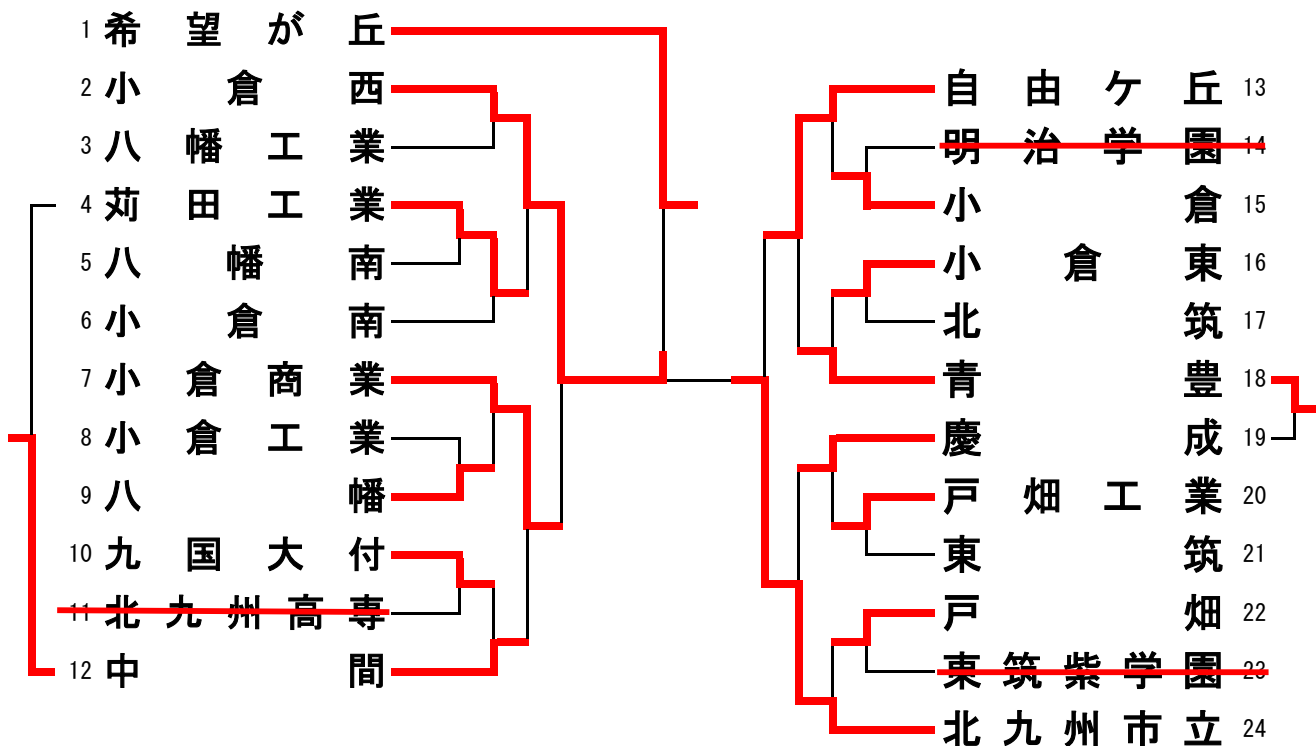 1 希望が丘
2 小倉西
3 八幡工業
4 苅田工業
5 八幡南
6 小倉南
7 小倉商業
8 小倉工業
9 八幡
10 九国大付
11 北九州高専
12 中間
自由ケ丘 13
明治学園 14
小倉 15
小倉東 16
北筑 17
青豊 18
慶成 19
戸畑工業 20
東筑 21
戸畑 22
東筑紫学園 23
北九州市立 24